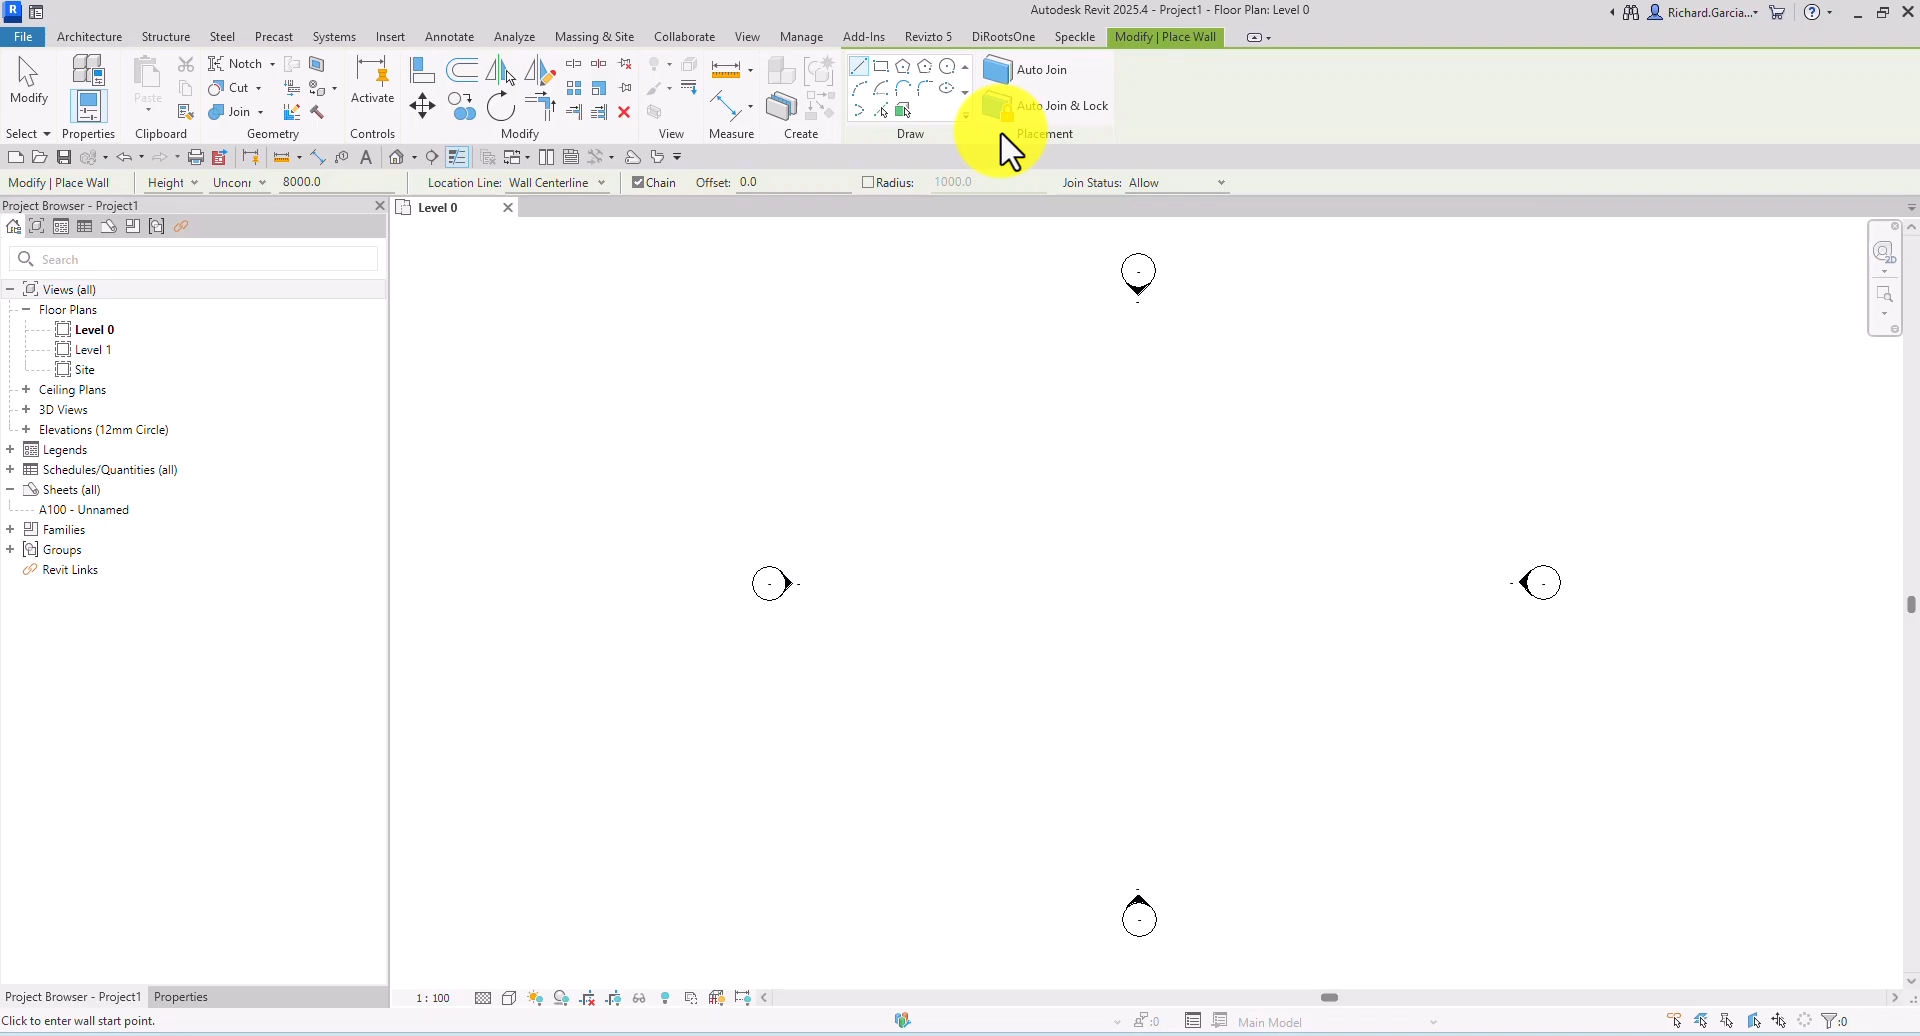 Autodesk Revit 2025.4 - Project1 - Floor Plan: Level 0
Richard.Garcia...
File Architecture Structure Steel Precast Systems Insert Annotate Analyze Massing & Site Collaborate View Manage Add-Ins Revizto 5 DiRootsOne Speckle Modify | Place Wall
Modify
Paste
Notch
Cut
Join
Activate
Auto Join
Auto Join & Lock
Select Properties Clipboard Geometry Controls Modify View Measure Create Draw Placement
Modify | Place Wall Height Unconr 8000.0 Location Line: Wall Centerline Chain Offset: 0.0 Radius: 1000.0 Join Status: Allow
Project Browser - Project1
Level 0
Search
Views (all)
Floor Plans
Level 0
Level 1
Site
Ceiling Plans
3D Views
Elevations (12mm Circle)
Legends
Schedules/Quantities (all)
Sheets (all)
A100 - Unnamed
Families
Groups
Revit Links
2D
Project Browser - Project1 Properties
1 : 100
Click to enter wall start point.
:0
Main Model
:0